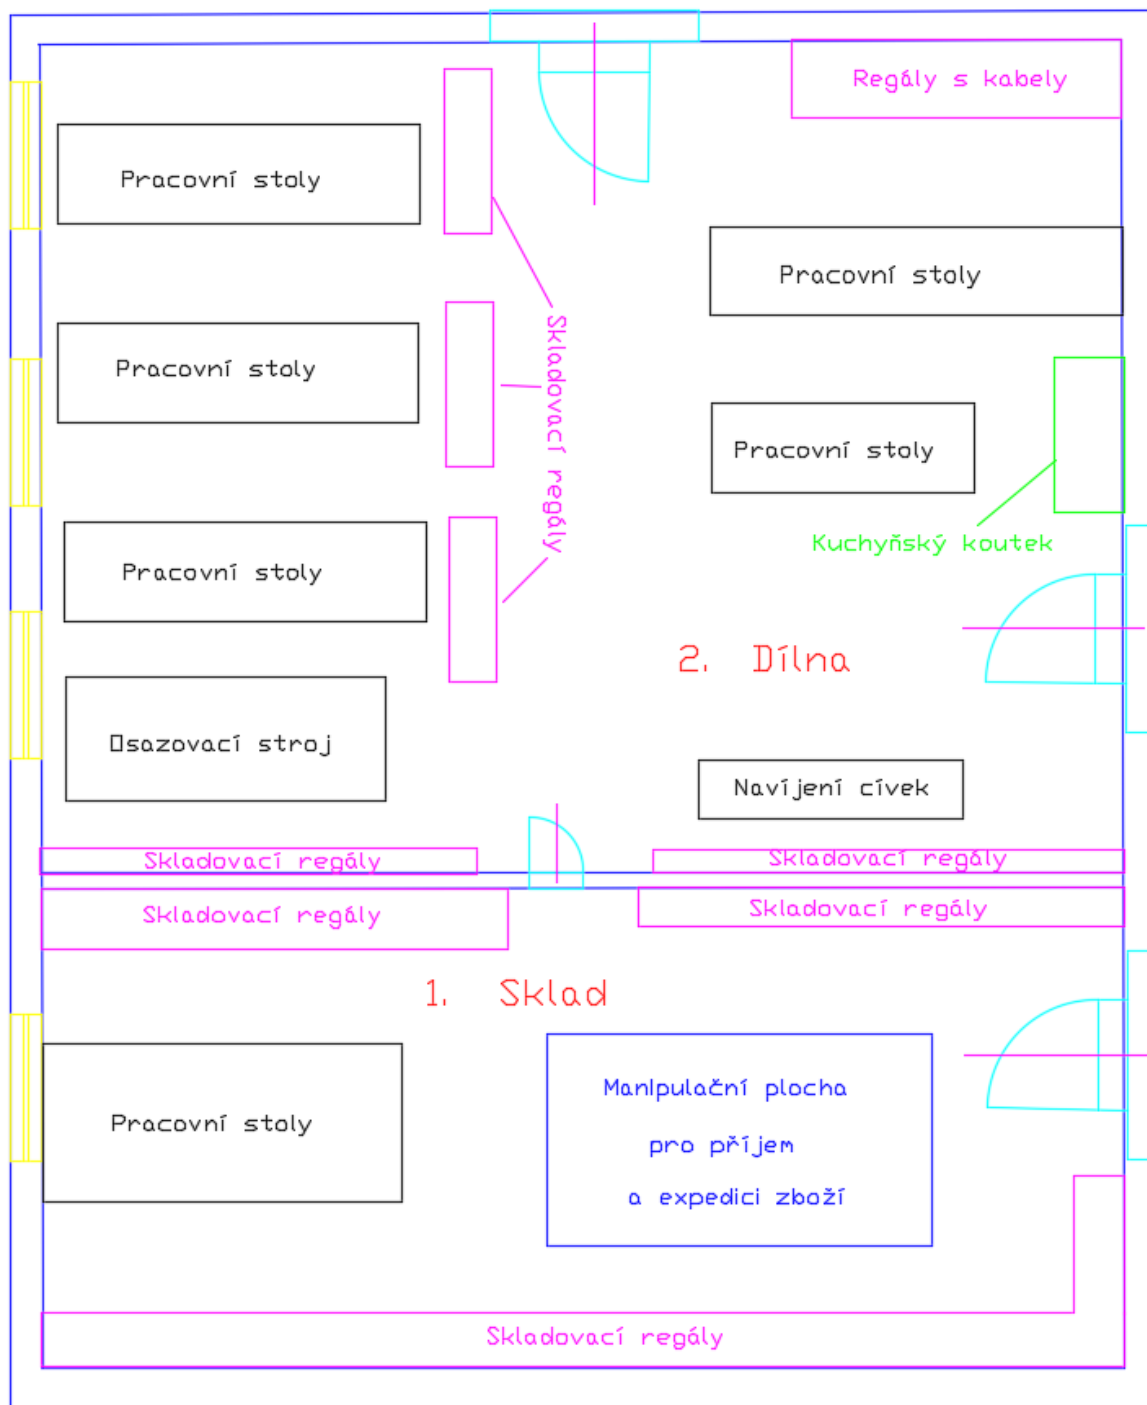 Regály s kabely
Pracovní stoly
Pracovní stoly
Skladovací regály
Pracovní stoly
Pracovní stoly
Kuchyňský koutek
Pracovní stoly
2. Dílna
Osazovací stroj
Navíjení cívek
Skladovací regály
Skladovací regály
Skladovací regály
Skladovací regály
1. Sklad
ManIpulační plocha
pro příjem
a expedici zboží
Pracovní stoly
Skladovací regály